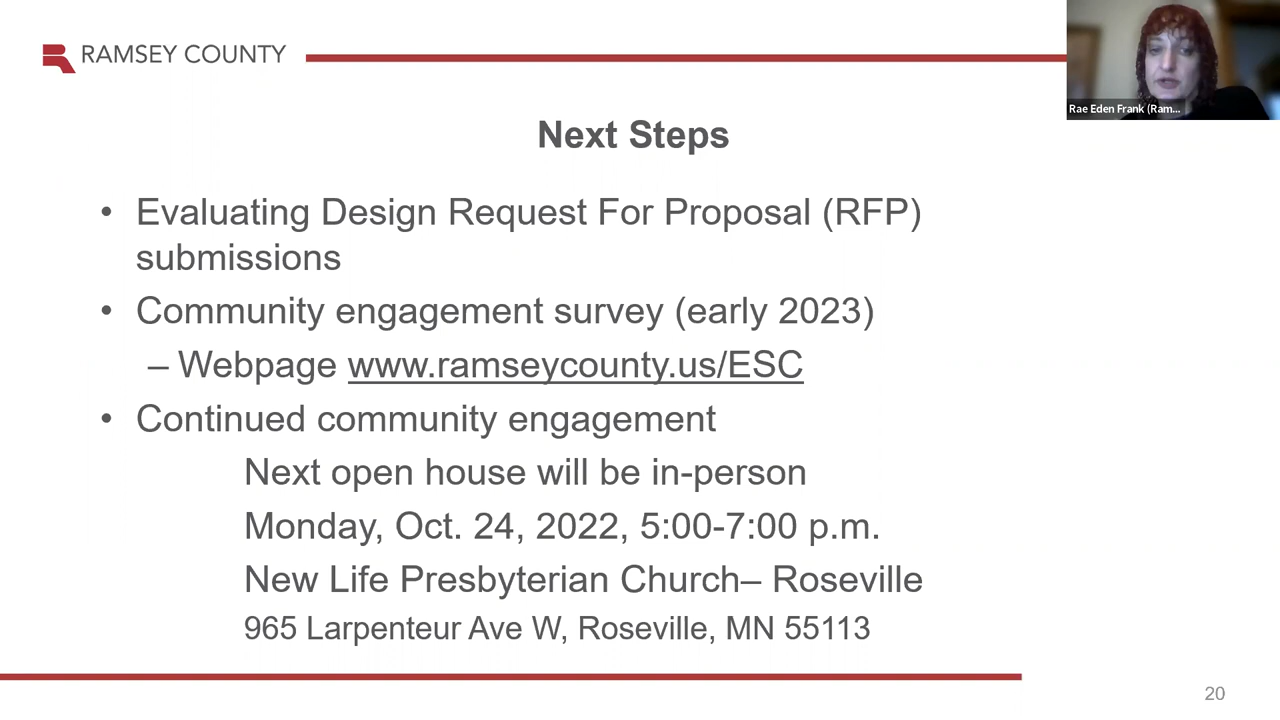 RAMSEY COUNTY
Rae Eden Frank (Ram...
Next Steps
• Evaluating Design Request For Proposal (RFP)
submissions
• Community engagement survey (early 2023)
– Webpage www.ramseycounty.us/ESC
• Continued community engagement
Next open house will be in-person
Monday, Oct. 24, 2022, 5:00-7:00 p.m.
New Life Presbyterian Church– Roseville
965 Larpenteur Ave W, Roseville, MN 55113
20